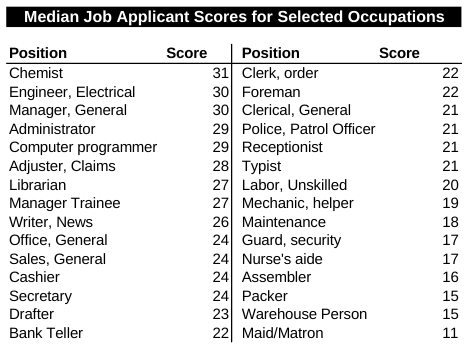 Median Job Applicant Scores for Selected Occupations
Position Score Position Score
Chemist 31 Clerk, order 22
Engineer, Electrical 30 Foreman 22
Manager, General 30 Clerical, General 21
Administrator 29 Police, Patrol Officer 21
Computer programmer 29 Receptionist 21
Adjuster, Claims 28 Typist 21
Librarian 27 Labor, Unskilled 20
Manager Trainee 27 Mechanic, helper 19
Writer, News 26 Maintenance 18
Office, General 24 Guard, security 17
Sales, General 24 Nurse's aide 17
Cashier 24 Assembler 16
Secretary 24 Packer 15
Drafter 23 Warehouse Person 15
Bank Teller 22 Maid/Matron 11